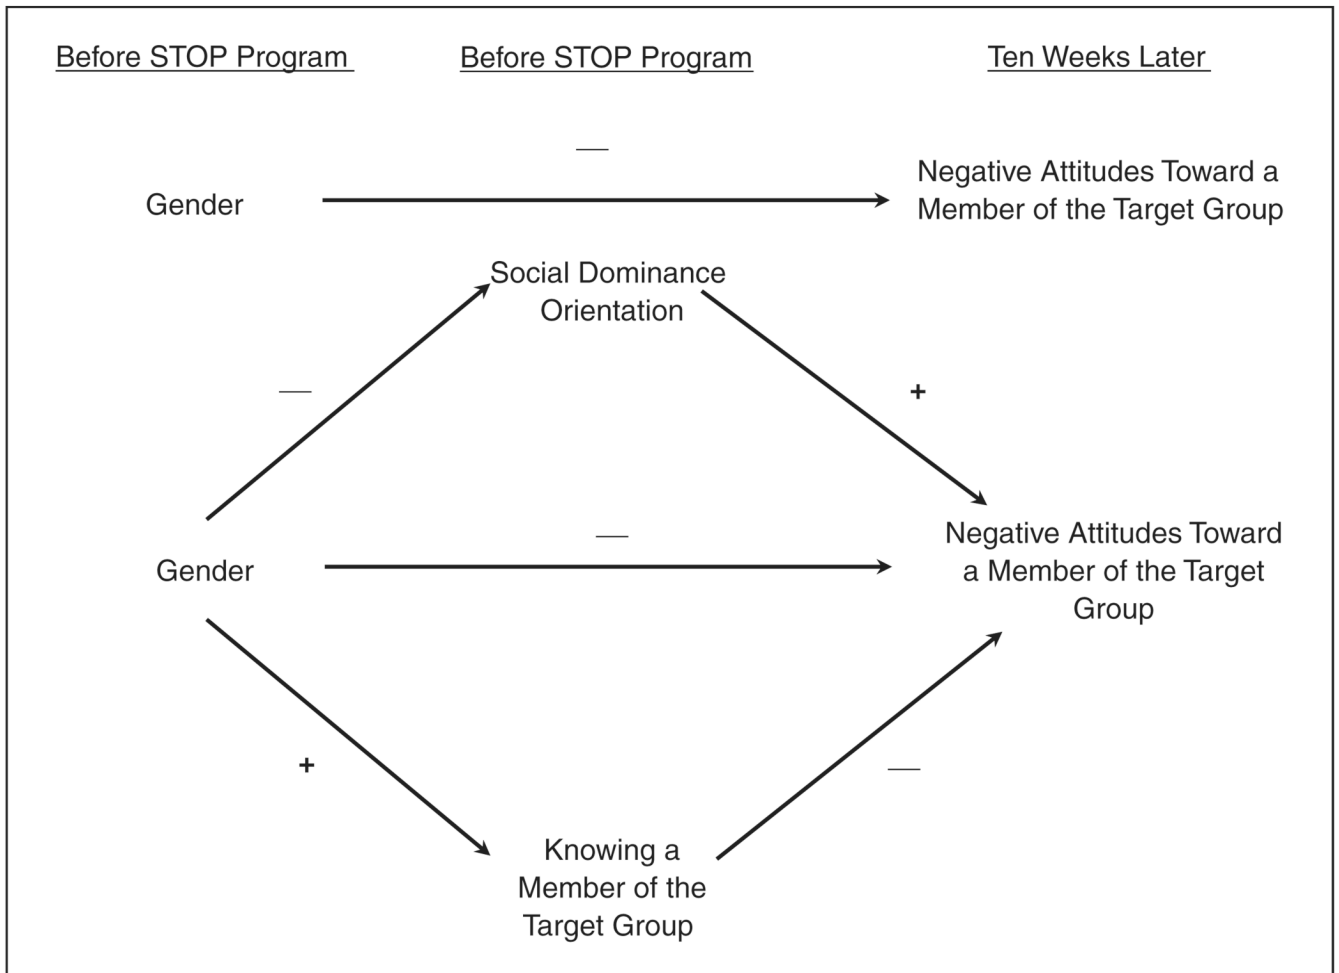 Before STOP Program
Before STOP Program
Ten Weeks Later
—
Gender
Negative Attitudes Toward a
Member of the Target Group
Social Dominance
Orientation
—
+
—
Gender
Negative Attitudes Toward
a Member of the Target
Group
+
—
Knowing a
Member of the
Target Group